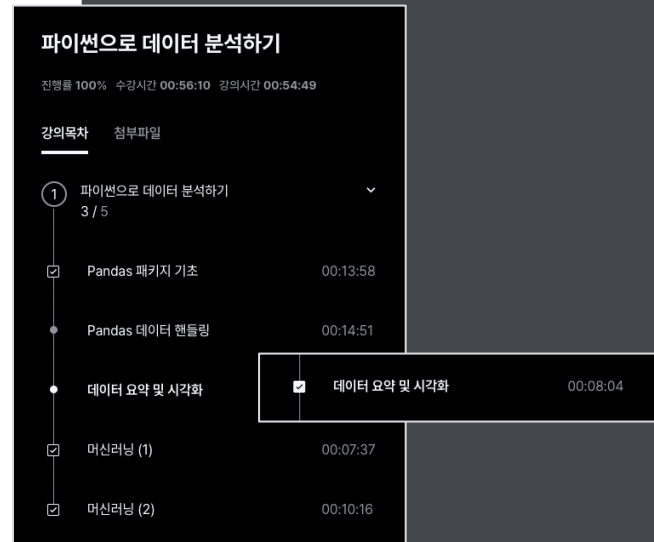 파이썬으로 데이터 분석하기
진행률 100% 수강시간 00:56:10 강의시간 00:54:49
강의목차 첨부파일
1 파이썬으로 데이터 분석하기
3 / 5
Pandas 패키지 기초 00:13:58
Pandas 데이터 핸들링 00:14:51
데이터 요약 및 시각화
데이터 요약 및 시각화 00:08:04
머신러닝 (1) 00:07:37
머신러닝 (2) 00:10:16